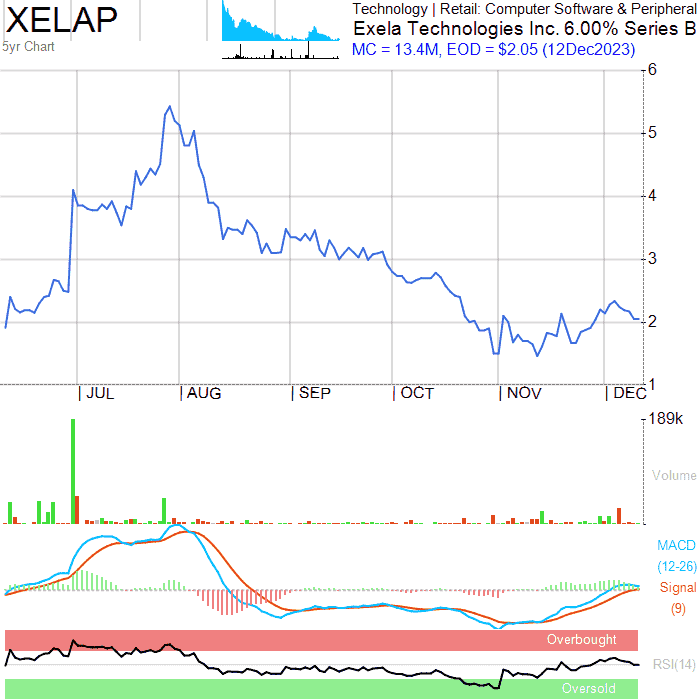 XELAP
5yr Chart
Technology | Retail: Computer Software & Peripheral
Exela Technologies Inc. 6.00% Series B
MC = 13.4M, EOD = $2.05 (12Dec2023)
6
5
4
3
2
1
JUL
AUG
SEP
OCT
NOV
DEC
189k
Volume
MACD
(12-26)
Signal
(9)
Overbought
RSI(14)
Oversold